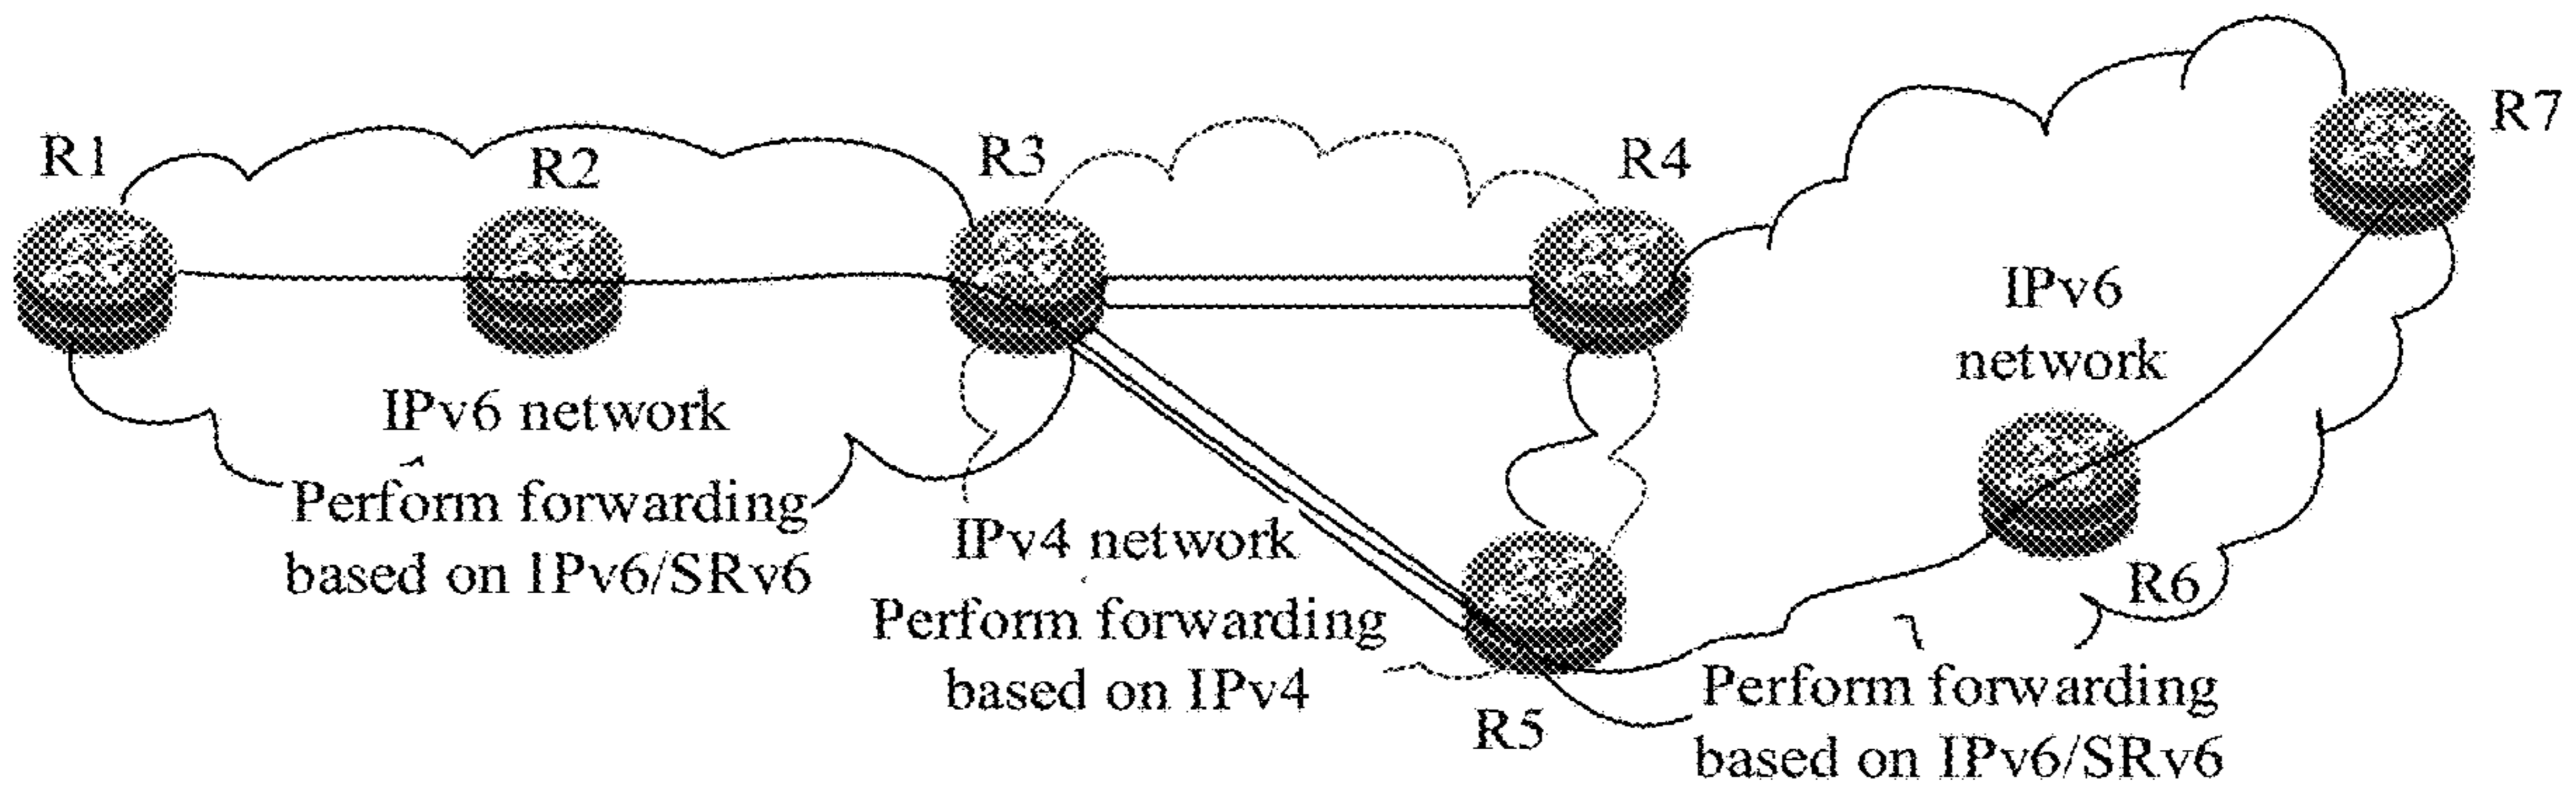 R1
R2
R3
R4
R7
IPv6 network
Perform forwarding
based on IPv6/SRv6
IPv4 network
Perform forwarding
based on IPv4
R5
IPv6
network
R6
Perform forwarding
based on IPv6/SRv6